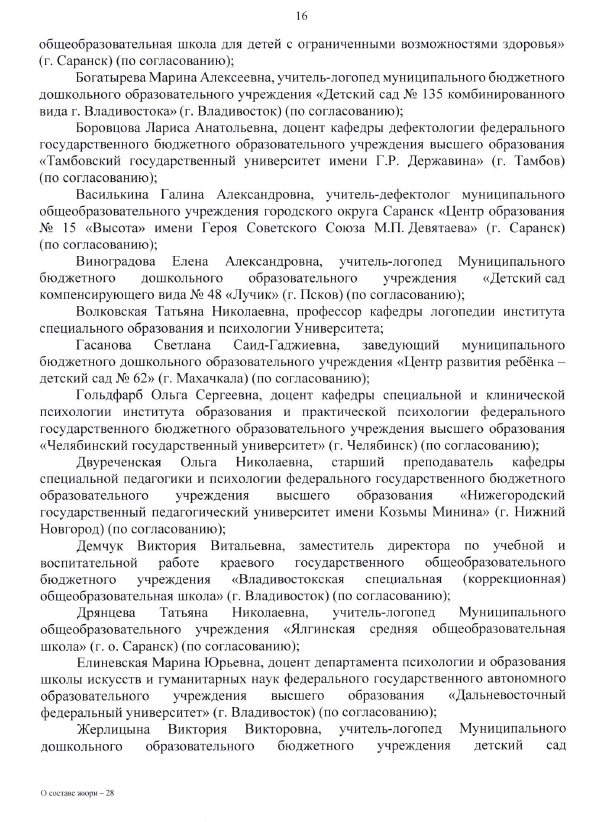 16
общеобразовательная школа для детей с ограниченными возможностями здоровья»
(г. Саранск) (по согласованию);
Богатырева Марина Алексеевна, учитель-логопед муниципального бюджетного
дошкольного образовательного учреждения «Детский сад № 135 комбинированного
вида г. Владивостока» (г. Владивосток) (по согласованию);
Боровцова Лариса Анатольевна, доцент кафедры дефектологии федерального
государственного бюджетного образовательного учреждения высшего образования
«Тамбовский государственный университет имени Г.Р. Державина» (г. Тамбов)
(по согласованию);
Василькина Галина Александровна, учитель-дефектолог муниципального
общеобразовательного учреждения городского округа Саранск «Центр образования
№ 15 «Высота» имени Героя Советского Союза М.П. Девятаева» (г. Саранск)
(по согласованию);
Виноградова Елена Александровна, учитель-логопед Муниципального
бюджетного дошкольного образовательного учреждения «Детский сад
компенсирующего вида № 48 «Лучик» (г. Псков) (по согласованию);
Волковская Татьяна Николаевна, профессор кафедры логопедии института
специального образования и психологии Университета;
Гасанова Светлана Саид-Гаджиевна, заведующий муниципального
бюджетного дошкольного образовательного учреждения «Центр развития ребёнка –
детский сад № 62» (г. Махачкала) (по согласованию);
Гольдфарб Ольга Сергеевна, доцент кафедры специальной и клинической
психологии института образования и практической психологии федерального
государственного бюджетного образовательного учреждения высшего образования
«Челябинский государственный университет» (г. Челябинск) (по согласованию);
Двуреченская Ольга Николаевна, старший преподаватель кафедры
специальной педагогики и психологии федерального государственного бюджетного
образовательного учреждения высшего образования «Нижегородский
государственный педагогический университет имени Козьмы Минина» (г. Нижний
Новгород) (по согласованию);
Демчук Виктория Витальевна, заместитель директора по учебной и
воспитательной работе краевого государственного общеобразовательного
бюджетного учреждения «Владивостокская специальная (коррекционная)
общеобразовательная школа» (г. Владивосток) (по согласованию);
Дрянцева Татьяна Николаевна, учитель-логопед Муниципального
общеобразовательного учреждения «Ялгинская средняя общеобразовательная
школа» (г. о. Саранск) (по согласованию);
Елиневская Марина Юрьевна, доцент департамента психологии и образования
школы искусств и гуманитарных наук федерального государственного автономного
образовательного учреждения высшего образования «Дальневосточный
федеральный университет» (г. Владивосток) (по согласованию);
Жерлицына Виктория Викторовна, учитель-логопед Муниципального
дошкольного образовательного бюджетного учреждения детский сад
О составе жюри – 28